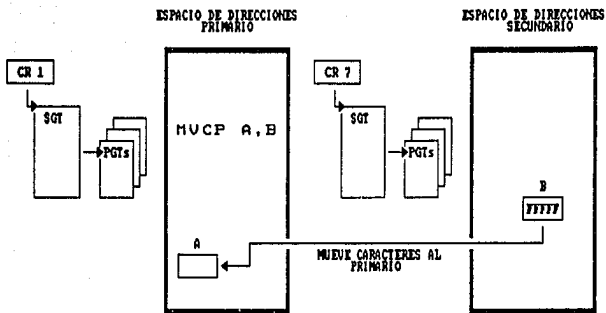 ESPACIO DE DIRECCIONES
PRIMARIO
ESPACIO DE DIRECCIONES
SECUNDARIO
CR 1
CR 7
SGT
PGTs
MVCP A,B
SGT
PGTs
B
YYYYY
A
MUEVE CARACTERES AL
PRIMARIO